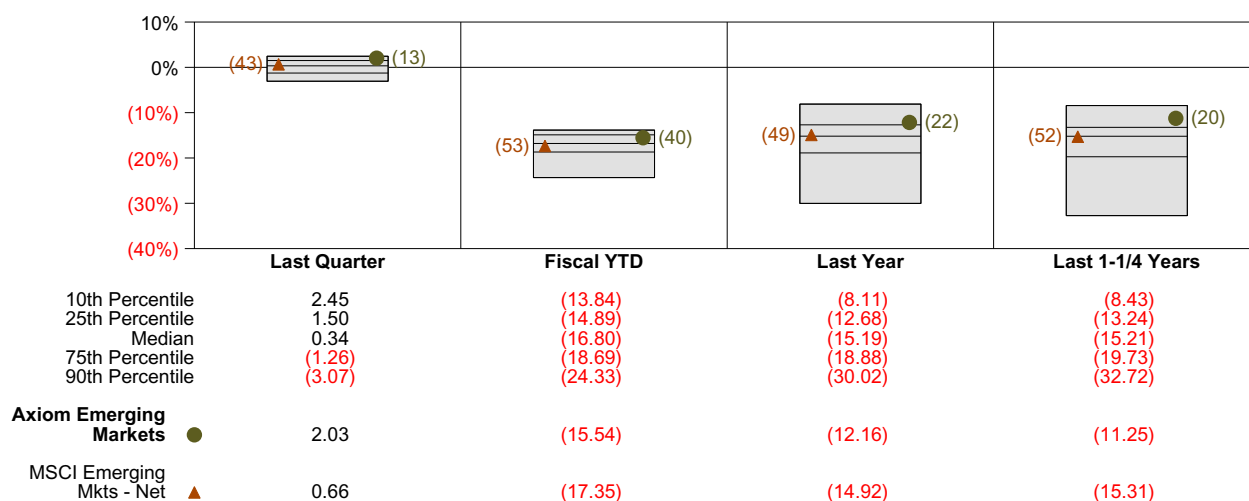 10%
0%
(10%)
(20%)
(30%)
(40%)
(43)
(13)
(53)
(40)
(49)
(22)
(52)
(20)
Last Quarter Fiscal YTD Last Year Last 1-1/4 Years
10th Percentile 2.45 (13.84) (8.11) (8.43)
25th Percentile 1.50 (14.89) (12.68) (13.24)
Median 0.34 (16.80) (15.19) (15.21)
75th Percentile (1.26) (18.69) (18.88) (19.73)
90th Percentile (3.07) (24.33) (30.02) (32.72)
Axiom Emerging
Markets 2.03 (15.54) (12.16) (11.25)
MSCI Emerging
Mkts - Net 0.66 (17.35) (14.92) (15.31)